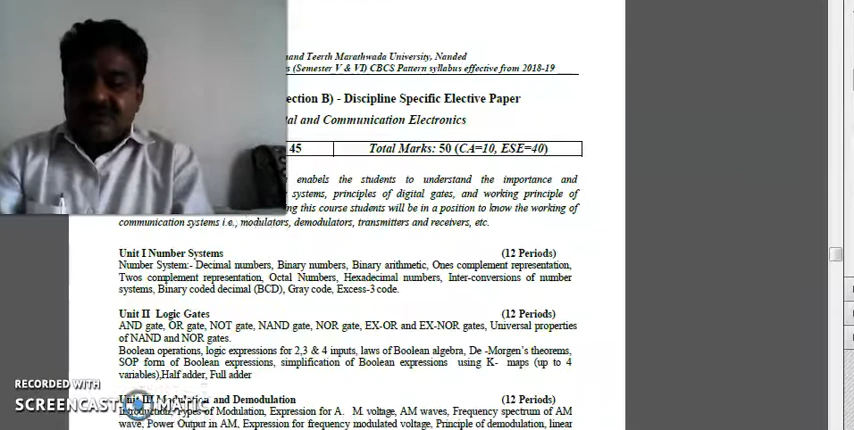 and Teerth Marathwada University, Nanded
s (Semester V & VI) CBCS Pattern syllabus effective from 2018-19
ection B) - Discipline Specific Elective Paper
tal and Communication Electronics
45 Total Marks: 50 (CA=10, ESE=40)
enables the students to understand the importance and
systems, principles of digital gates, and working principle of
ing this course students will be in a position to know the working of
communication systems i.e., modulators, demodulators, transmitters and receivers, etc.
Unit I Number Systems (12 Periods)
Number System:- Decimal numbers, Binary numbers, Binary arithmetic, Ones complement representation,
Twos complement representation, Octal Numbers, Hexadecimal numbers, Inter-conversions of number
systems, Binary coded decimal (BCD), Gray code, Excess-3 code.
Unit II Logic Gates (12 Periods)
AND gate, OR gate, NOT gate, NAND gate, NOR gate, EX-OR and EX-NOR gates, Universal properties
of NAND and NOR gates.
Boolean operations, logic expressions for 2,3 & 4 inputs, laws of Boolean algebra, De -Morgen's theorems,
SOP form of Boolean expressions, simplification of Boolean expressions using K- maps (up to 4
variables),Half adder, Full adder
Unit III Modulation and Demodulation (12 Periods)
Introduction, Types of Modulation, Expression for A. M voltage, AM waves, Frequency spectrum of AM
wave, Power Output in AM, Expression for frequency modulated voltage, Principle of demodulation, linear
RECORDED WITH
SCREENCAST MATIC